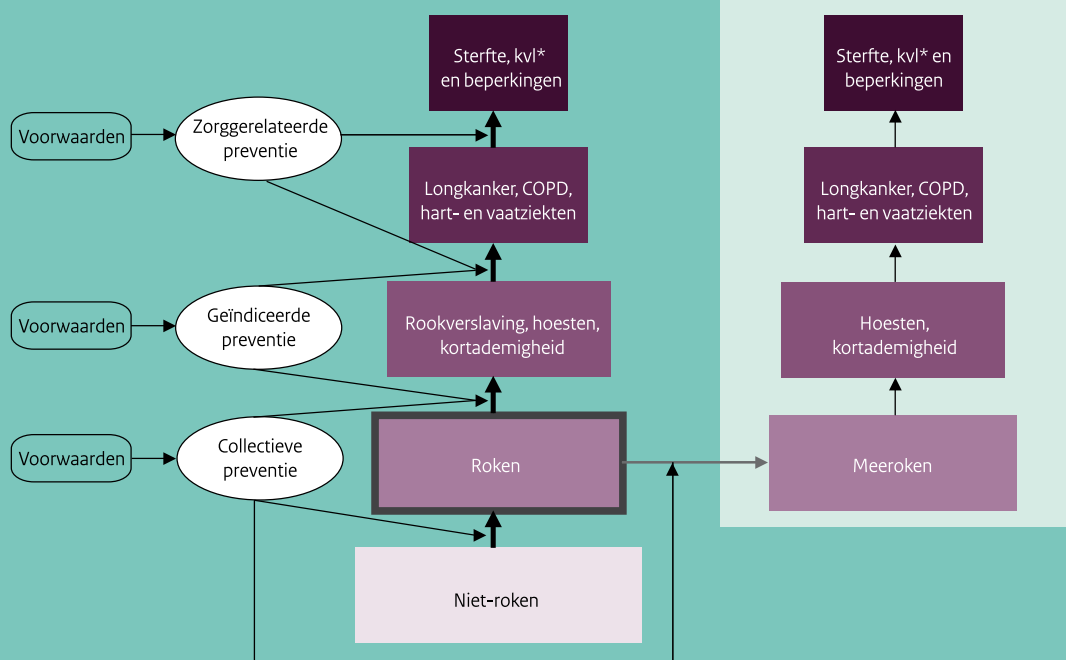 Sterfte, kvl*
en beperkingen
Sterfte, kvl* en
beperkingen
Voorwaarden
Zorggerelateerde
preventie
Longkanker, COPD,
hart- en vaatziekten
Longkanker, COPD,
hart- en vaatziekten
Voorwaarden
Geïndiceerde
preventie
Rookverslaving, hoesten,
kortademigheid
Hoesten,
kortademigheid
Voorwaarden
Collectieve
preventie
Roken
Meeroken
Niet-roken